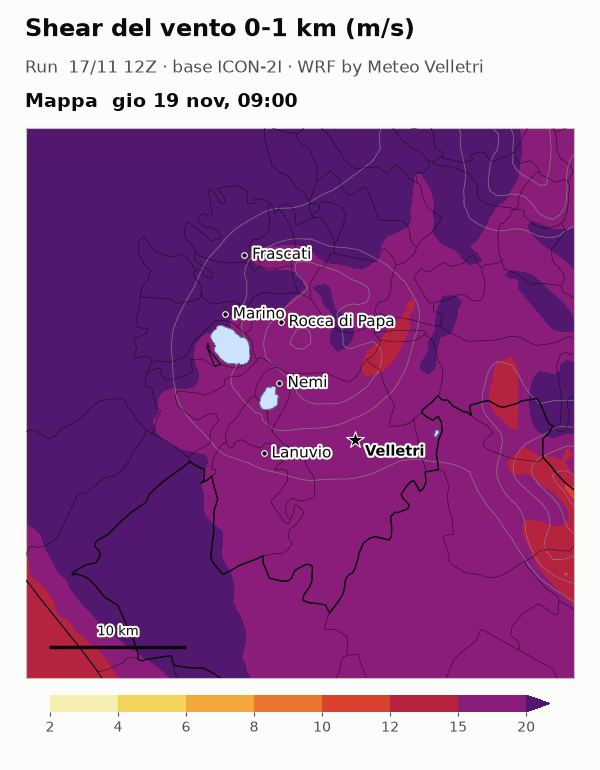 Shear del vento 0-1 km (m/s)
Run  17/11 12Z · base ICON-2I · WRF by Meteo Velletri
Mappa  gio 19 nov, 09:00
Frascati
Marino
Rocca di Papa
Nemi
Velletri
Lanuvio
10 km
2 4 6 8 10 12 15 20